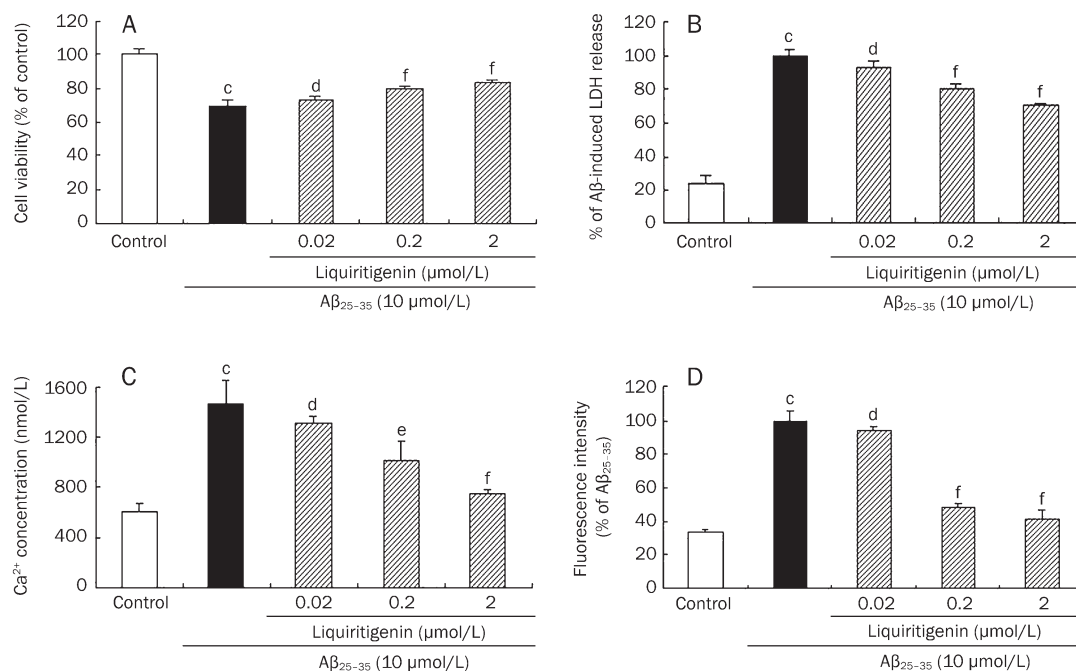 A
Cell viability (% of control)
120
100
80
60
40
20
0
c
d
f
f
Control
0.02
0.2
2
Liquiritigenin (µmol/L)
Aβ25-35 (10 µmol/L)
B
% of Aβ-induced LDH release
120
100
80
60
40
20
0
c
d
f
f
Control
0.02
0.2
2
Liquiritigenin (µmol/L)
Aβ25-35 (10 µmol/L)
C
Ca2+ concentration (nmol/L)
1600
1200
800
400
0
c
d
e
f
Control
0.02
0.2
2
Liquiritigenin (µmol/L)
Aβ25-35 (10 µmol/L)
D
Fluorescence intensity
(% of Aβ25-35)
120
100
80
60
40
20
0
c
d
f
f
Control
0.02
0.2
2
Liquiritigenin (µmol/L)
Aβ25-35 (10 µmol/L)